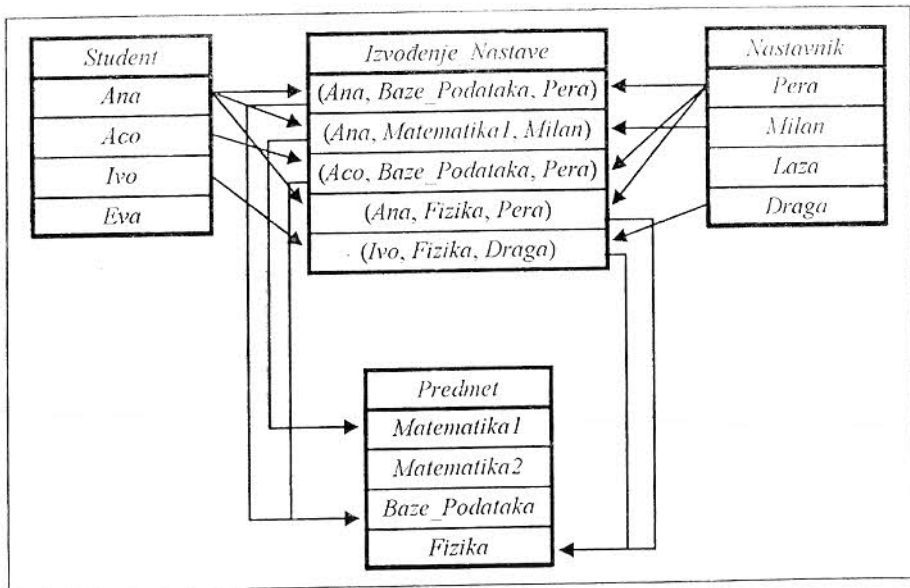 Student
Ana
Aco
Ivo
Eva
Izvođenje_Nastave
(Ana, Baze_Podataka, Pera)
(Ana, Matematika1, Milan)
(Aco, Baze_Podataka, Pera)
(Ana, Fizika, Pera)
(Ivo, Fizika, Draga)
Nastavnik
Pera
Milan
Laza
Draga
Predmet
Matematika1
Matematika2
Baze_Podataka
Fizika